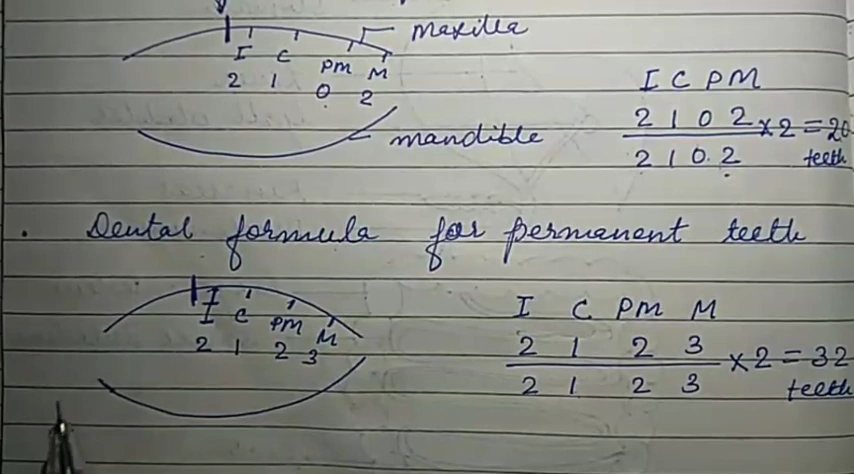 maxilla
I C PM M
2 1 0 2
mandible
I C PM
2 1 0 2
2 1 0. 2
×2 = 20
teeth
Dental formula for permanent teeth
I C PM M
2 1 2 3
I C PM M
2 1 2 3
2 1 2 3
×2 = 32
teeth